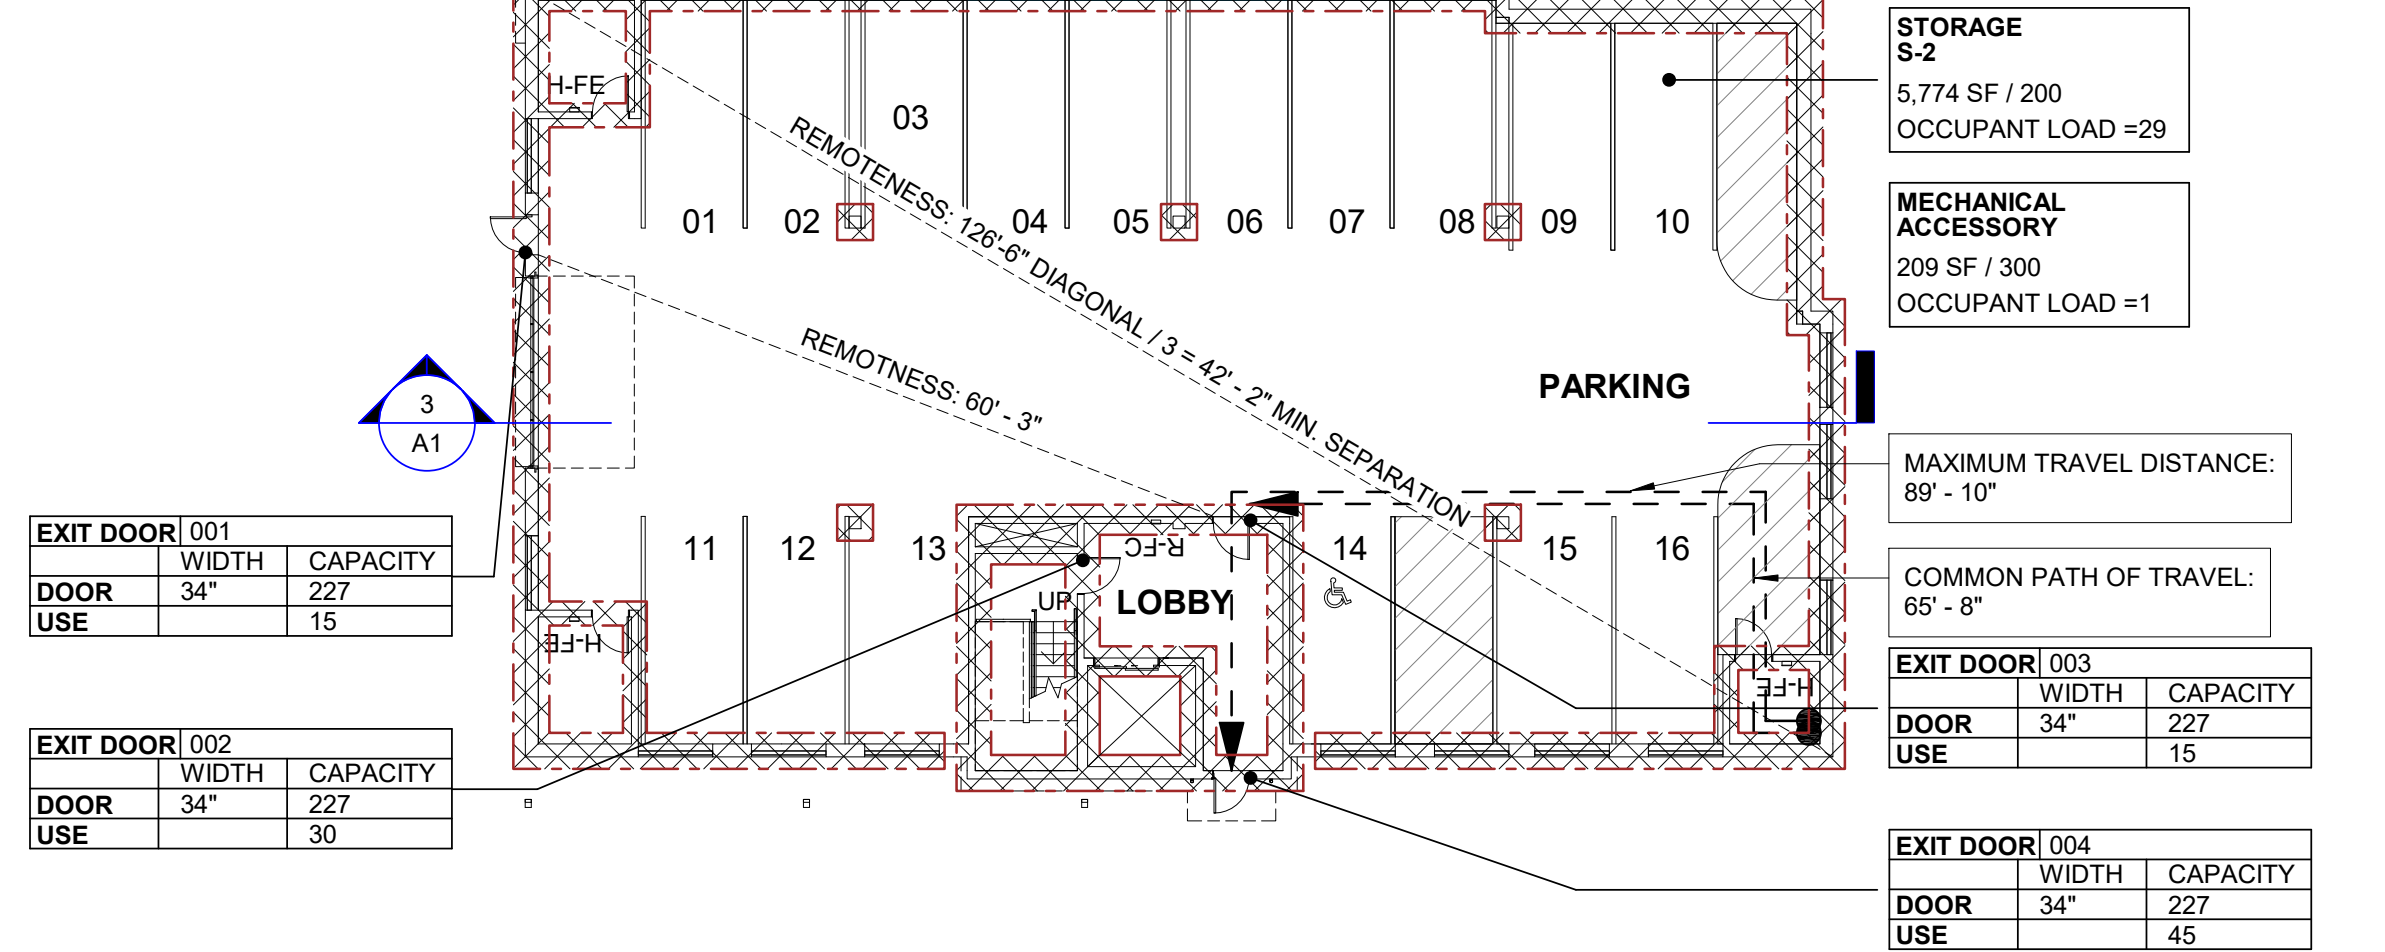 STORAGE
S-2
5,774 SF / 200
OCCUPANT LOAD =29
MECHANICAL
ACCESSORY
209 SF / 300
OCCUPANT LOAD =1
H-FE
03
REMOTENESS: 126'-6" DIAGONAL / 3 = 42' - 2" MIN. SEPARATION
01 02 04 05 06 07 08 09 10
REMOTNESS: 60' - 3"
PARKING
3
A1
MAXIMUM TRAVEL DISTANCE:
89' - 10"
COMMON PATH OF TRAVEL:
65' - 8"
11 12 13 14 15 16
R-FC
UP
LOBBY
H-FE
H-FE
EXIT DOOR 001
WIDTH CAPACITY
DOOR 34" 227
USE 15
EXIT DOOR 002
WIDTH CAPACITY
DOOR 34" 227
USE 30
EXIT DOOR 003
WIDTH CAPACITY
DOOR 34" 227
USE 15
EXIT DOOR 004
WIDTH CAPACITY
DOOR 34" 227
USE 45